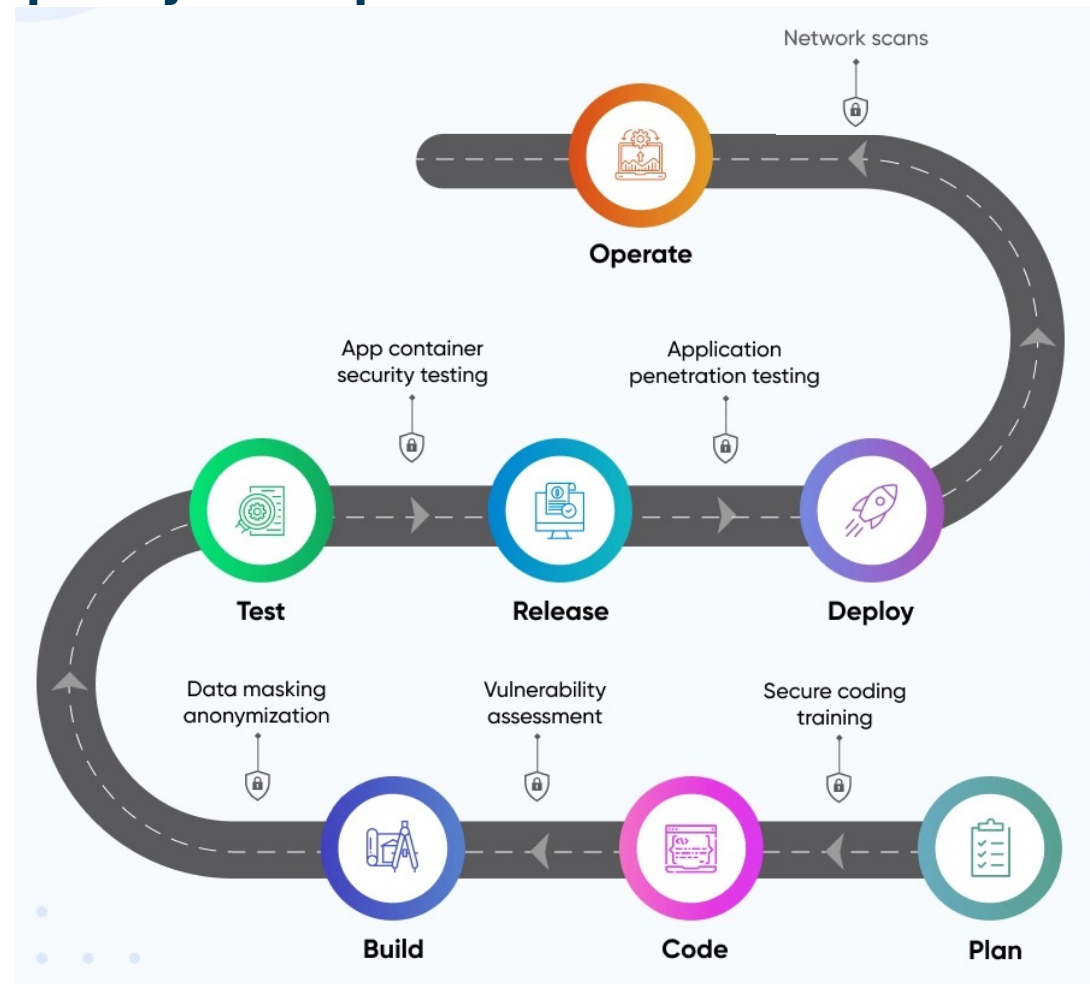 Network scans
Operate
App container
security testing
Application
penetration testing
Test
Release
Deploy
Data masking
anonymization
Vulnerability
assessment
Secure coding
training
Build
Code
Plan